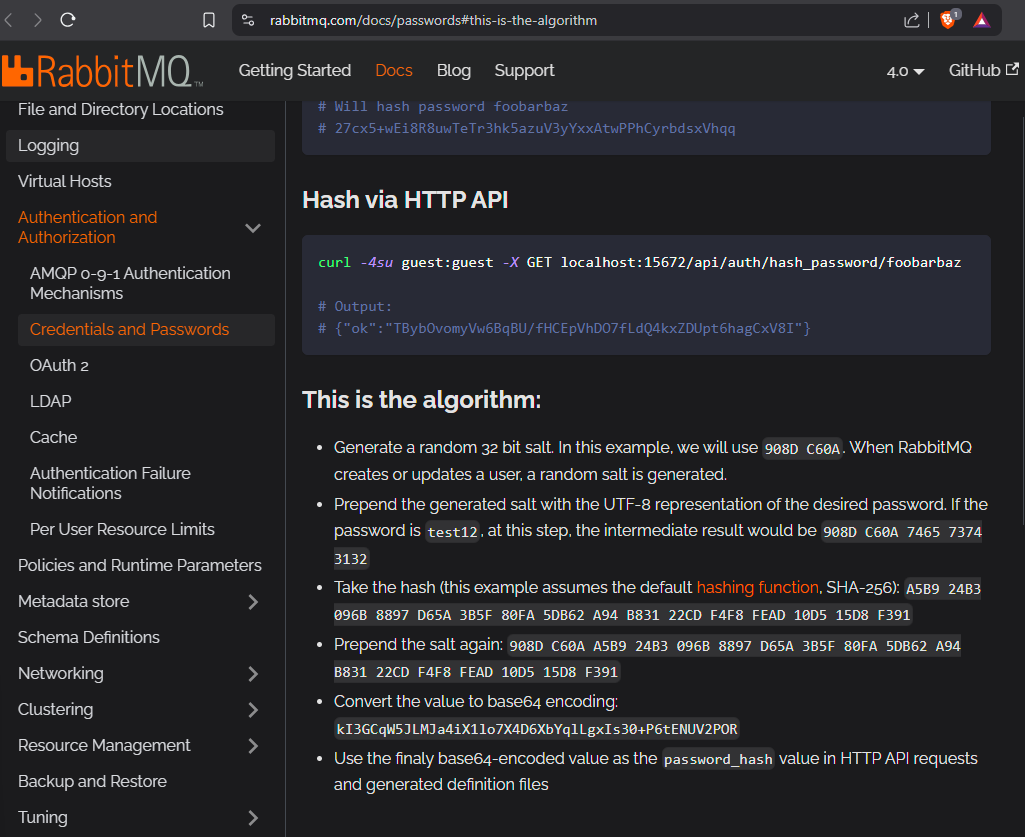 rabbitmq.com/docs/passwords#this-is-the-algorithm
1
RabbitMQ™
Getting Started
Docs
Blog
Support
4.0
GitHub
File and Directory Locations
Logging
Virtual Hosts
Authentication and
Authorization
AMQP 0-9-1 Authentication
Mechanisms
Credentials and Passwords
OAuth 2
LDAP
Cache
Authentication Failure
Notifications
Per User Resource Limits
Policies and Runtime Parameters
Metadata store
Schema Definitions
Networking
Clustering
Resource Management
Backup and Restore
Tuning
# Will hash password foobarbaz
# 27cx5+wEi8R8uwTeTr3hk5azuV3yYxxAtwPPhCyrbdsxVhqq
Hash via HTTP API
curl -4su guest:guest -X GET localhost:15672/api/auth/hash_password/foobarbaz
# Output:
# {"ok":"TBybOvomyVw6BqBU/fHCEpVhDO7fLdQ4kxZDUpt6hagCxV8I"}
This is the algorithm:
• Generate a random 32 bit salt. In this example, we will use 908D C60A. When RabbitMQ
creates or updates a user, a random salt is generated.
• Prepend the generated salt with the UTF-8 representation of the desired password. If the
password is test12, at this step, the intermediate result would be 908D C60A 7465 7374
3132
• Take the hash (this example assumes the default hashing function, SHA-256): A5B9 24B3
096B 8897 D65A 3B5F 80FA 5DB62 A94 B831 22CD F4F8 FEAD 10D5 15D8 F391
• Prepend the salt again: 908D C60A A5B9 24B3 096B 8897 D65A 3B5F 80FA 5DB62 A94
B831 22CD F4F8 FEAD 10D5 15D8 F391
• Convert the value to base64 encoding:
kI3GCqW5JLMJa4iX1lo7X4D6XbYqlLgxIs30+P6tENUV2POR
• Use the finaly base64-encoded value as the password_hash value in HTTP API requests
and generated definition files